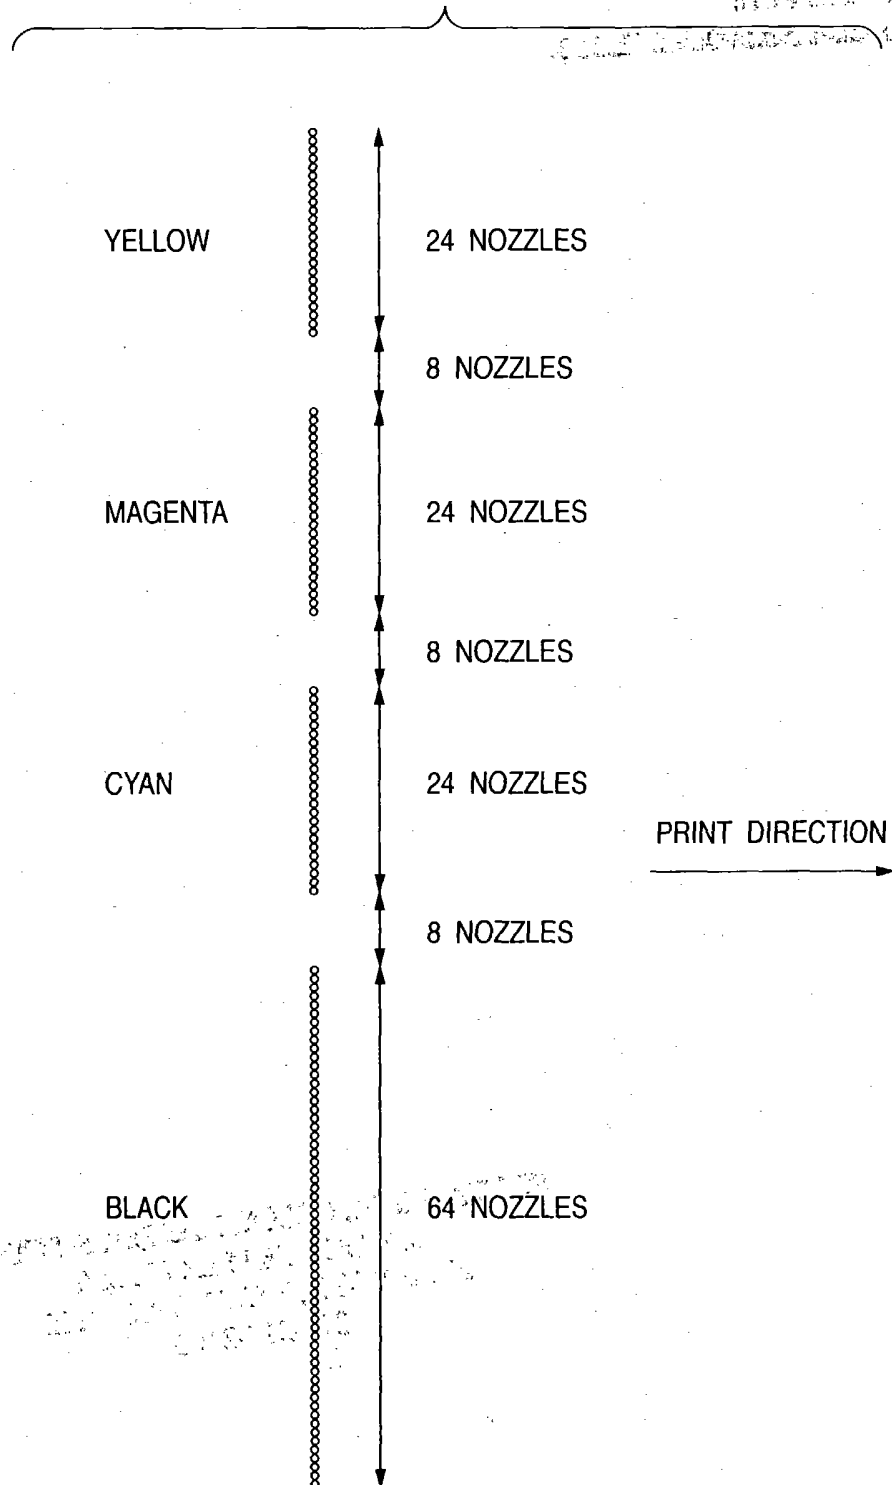 YELLOW 24 NOZZLES
8 NOZZLES
MAGENTA 24 NOZZLES
8 NOZZLES
CYAN 24 NOZZLES
PRINT DIRECTION
8 NOZZLES
BLACK 64 NOZZLES